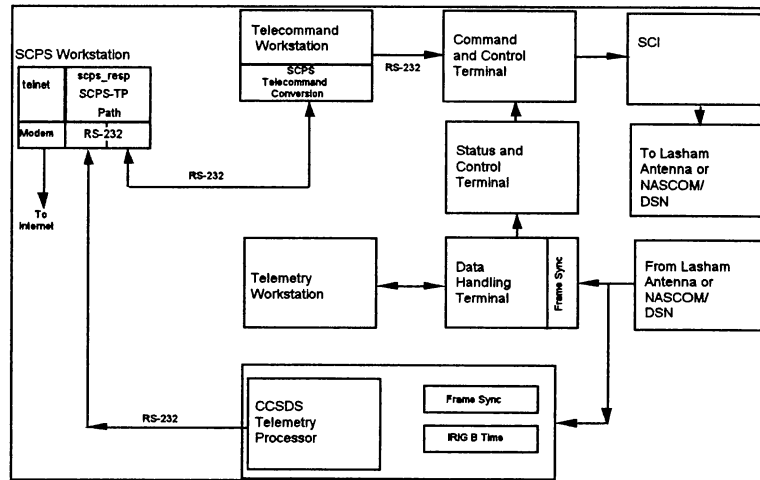 SCPS Workstation
telnet
scps_resp
SCPS-TP
Path
Modem
RS-232
To
Internet
Telecommand
Workstation
SCPS
Telecommand
Conversion
RS-232
Command
and Control
Terminal
SCI
RS-232
Status and
Control
Terminal
To Lasham
Antenna or
NASCOM/
DSN
Telemetry
Workstation
Data
Handling
Terminal
Frame Sync
From Lasham
Antenna or
NASCOM/
DSN
RS-232
CCSDS
Telemetry
Processor
Frame Sync
IRIG B Time